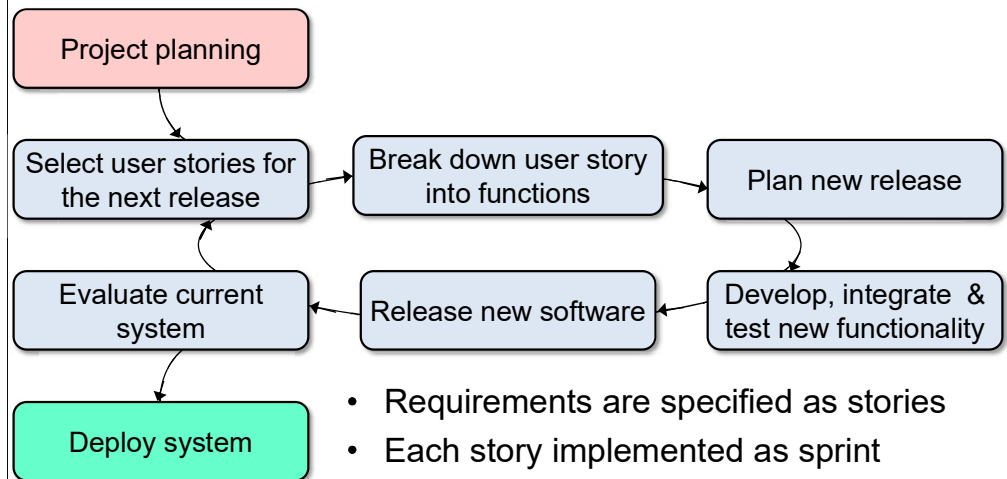 Project planning
Select user stories for
the next release
Break down user story
into functions
Plan new release
Develop, integrate &
test new functionality
Release new software
Evaluate current
system
Deploy system
• Requirements are specified as stories
• Each story implemented as sprint